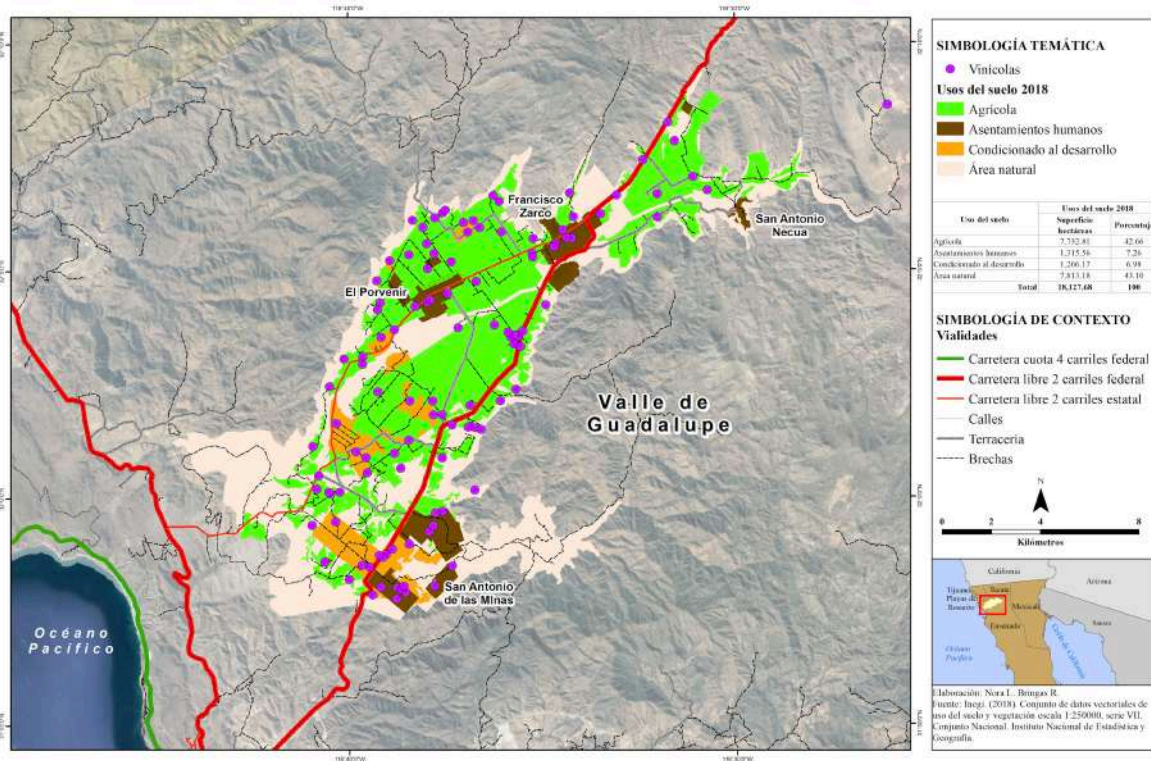 Francisco
Zarco
San Antonio
Necua
El Porvenir
Valle de
Guadalupe
San Antonio
de las Minas
Océano
Pacífico
SIMBOLOGÍA TEMÁTICA
Vinícolas
Usos del suelo 2018
Agrícola
Asentamientos humanos
Condicionado al desarrollo
Área natural
Usos del suelo 2018
Uso del suelo
Superficie
hectáreas
Porcentaje
Agrícola 7,732.81 42.66
Asentamientos humanos 1,315.56 7.26
Condicionado al desarrollo 1,266.17 6.98
Área natural 7,813.18 43.10
Total 18,127.68 100
SIMBOLOGÍA DE CONTEXTO
Vialidades
Carretera cuota 4 carriles federal
Carretera libre 2 carriles federal
Carretera libre 2 carriles estatal
Calles
Terracería
Brechas
N
0 2 4 8
Kilómetros
California
Arizona
Tijuana
Tecate
Playas de
Rosarito
Mexicali
Ensenada
Sonora
Océano
Pacífico
Golfo de California
Elaboración: Nora L. Bringas R.
Fuente: Inegi. (2018). Conjunto de datos vectoriales de
uso del suelo y vegetación escala 1:250000, serie VII.
Conjunto Nacional. Instituto Nacional de Estadística y
Geografía.